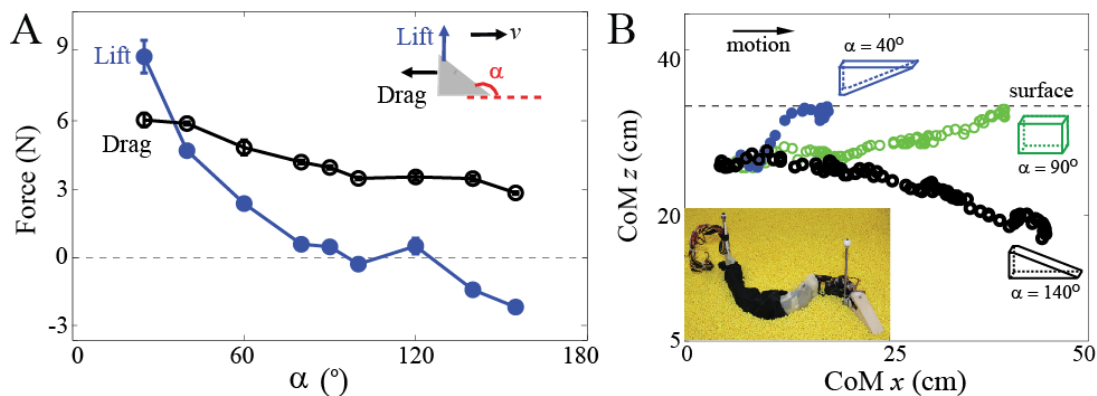 A
Force (N)
9
6
3
0
-3
Lift
Drag
Lift
v
α
Drag
0
60
120
180
α (°)
B
CoM z (cm)
40
20
5
motion
α = 40°
surface
α = 90°
α = 140°
0
25
50
CoM x (cm)